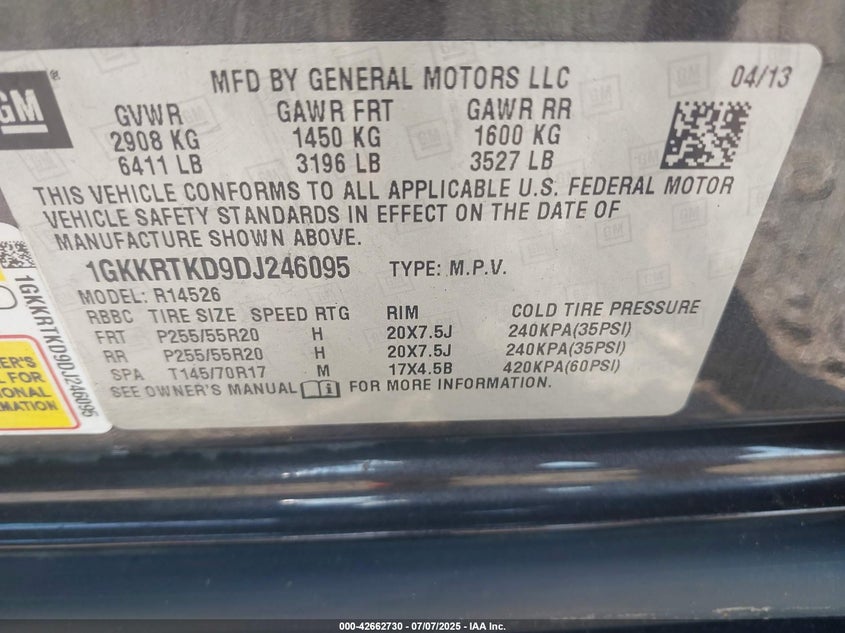 GM®
MFD BY GENERAL MOTORS LLC 04/13
GVWR GAWR FRT GAWR RR
2908 KG 1450 KG 1600 KG
6411 LB 3196 LB 3527 LB
THIS VEHICLE CONFORMS TO ALL APPLICABLE U.S. FEDERAL MOTOR
VEHICLE SAFETY STANDARDS IN EFFECT ON THE DATE OF
MANUFACTURE SHOWN ABOVE.
1GKKRTKD9DJ246095 TYPE: M.P.V.
MODEL: R14526
RBBC TIRE SIZE SPEED RTG RIM COLD TIRE PRESSURE
FRT P255/55R20 H 20X7.5J 240KPA(35PSI)
RR P255/55R20 H 20X7.5J 240KPA(35PSI)
SPA T145/70R17 M 17X4.5B 420KPA(60PSI)
SEE OWNER'S MANUAL FOR MORE INFORMATION.
1GKKRTKD9DJ246095
ER'S
L FOR
IONAL
MATION
000-42662730 - 07/07/2025 - IAA Inc.